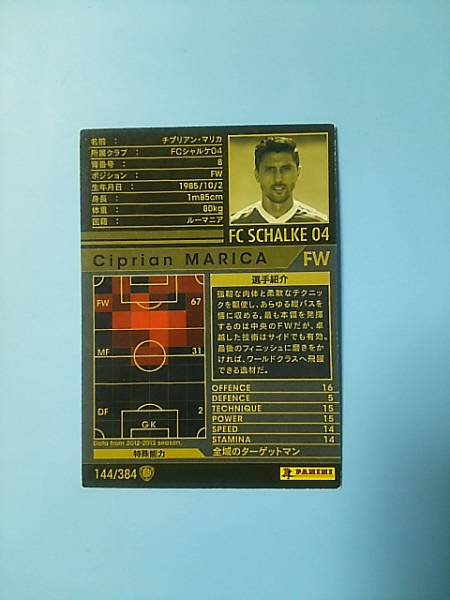 名前 : チプリアン・マリカ
所属クラブ : FCシャルケ04
背番号 : 8
ポジション : FW
生年月日 : 1985/10/2
身長 : 1m85cm
体重 : 80kg
国籍 : ルーマニア
FC SCHALKE 04
Ciprian MARICA FW
FW 67
MF 31
DF 2
GK
Data from 2012-2013 season.
選手紹介
強靭な肉体と柔軟なテクニッ
クを駆使し、あらゆる縦パス
を懐に収める。最も本領を発揮
するのは中央のFWだが、卓
越した技術はサイドでも有効。
最後のフィニッシュに磨きをか
ければ、ワールドクラスへ飛躍
できる逸材だ。
OFFENCE 16
DEFENCE 5
TECHNIQUE 15
POWER 15
SPEED 14
STAMINA 14
特殊能力 全域のターゲットマン
144/384
PANINI